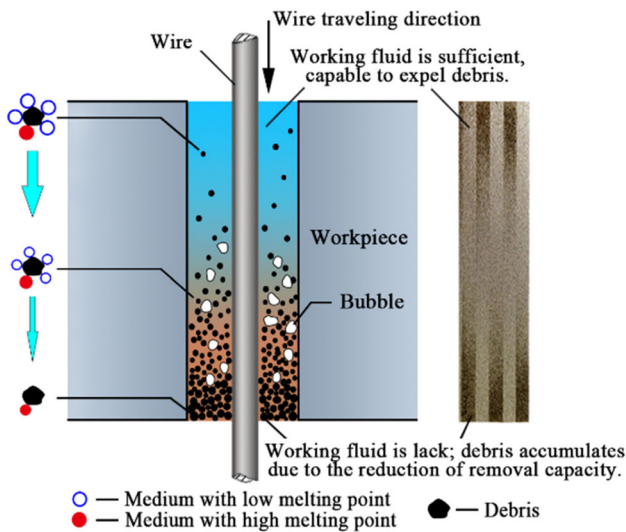 Wire traveling direction
Wire
Working fluid is sufficient,
capable to expel debris.
Workpiece
Bubble
Working fluid is lack; debris accumulates
due to the reduction of removal capacity.
— Medium with low melting point
— Medium with high melting point
— Debris